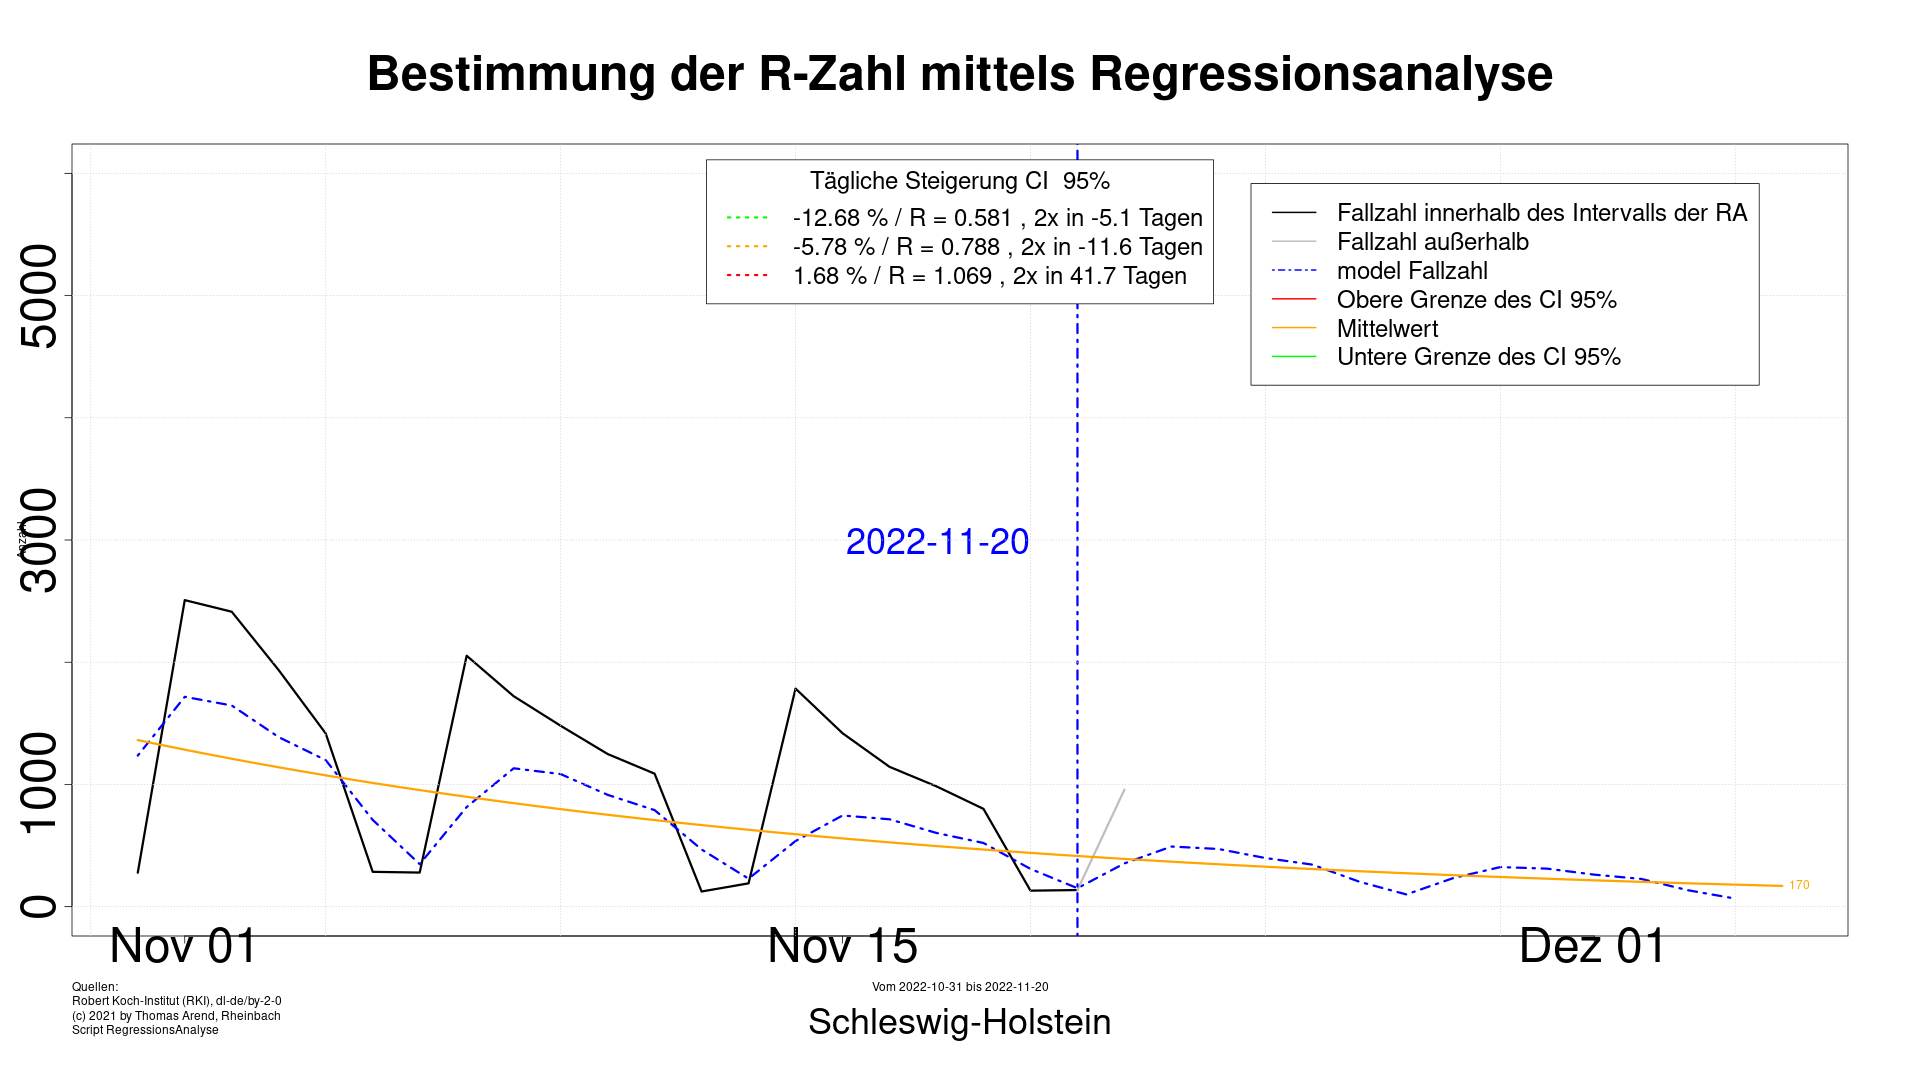 Bestimmung der R-Zahl mittels Regressionsanalyse
Tägliche Steigerung CI  95%
-12.68 % / R = 0.581 , 2x in -5.1 Tagen
-5.78 % / R = 0.788 , 2x in -11.6 Tagen
1.68 % / R = 1.069 , 2x in 41.7 Tagen
Fallzahl innerhalb des Intervalls der RA
Fallzahl außerhalb
model Fallzahl
Obere Grenze des CI 95%
Mittelwert
Untere Grenze des CI 95%
5000
3000
1000
0
Anzahl
2022-11-20
170
Nov 01
Nov 15
Dez 01
Quellen:
Robert Koch-Institut (RKI), dl-de/by-2-0
(c) 2021 by Thomas Arend, Rheinbach
Script RegressionsAnalyse
Vom 2022-10-31 bis 2022-11-20
Schleswig-Holstein